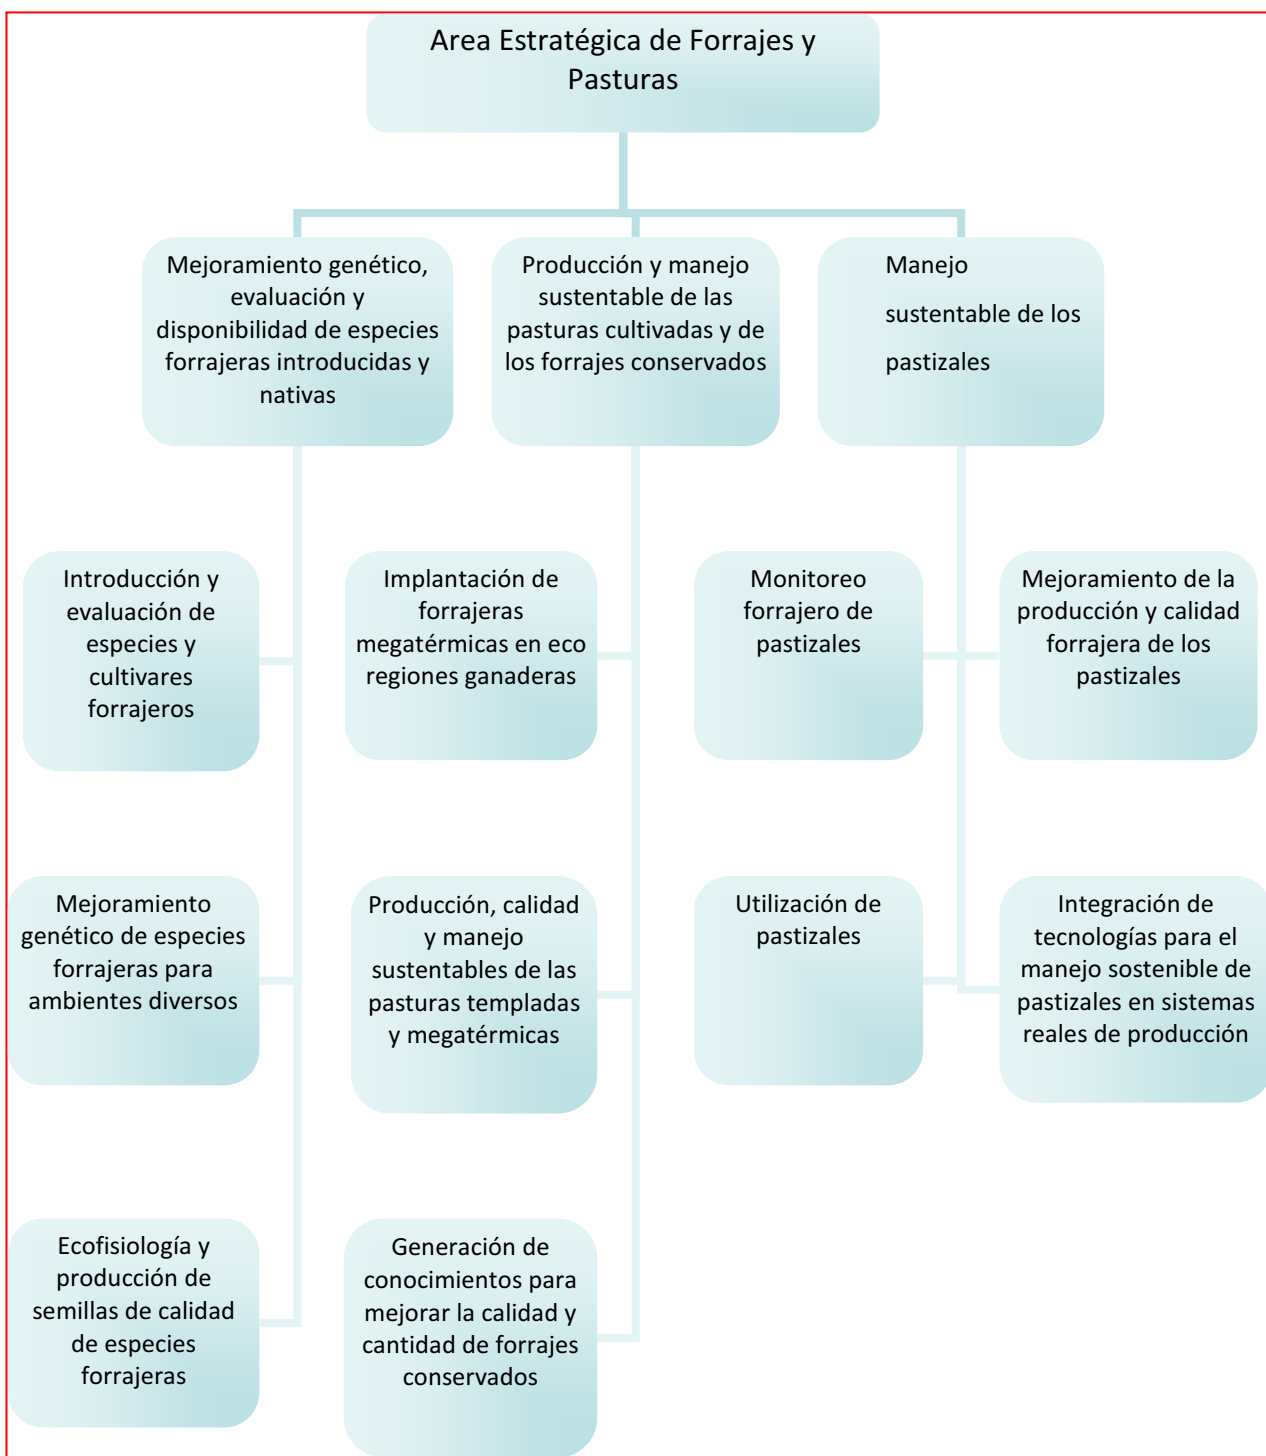 Area Estratégica de Forrajes y
Pasturas
Mejoramiento genético,
evaluación y
disponibilidad de especies
forrajeras introducidas y
nativas
Producción y manejo
sustentable de las
pasturas cultivadas y de
los forrajes conservados
Manejo
sustentable de los
pastizales
Introducción y
evaluación de
especies y
cultivares
forrajeros
Implantación de
forrajeras
megatérmicas en eco
regiones ganaderas
Monitoreo
forrajero de
pastizales
Mejoramiento de la
producción y calidad
forrajera de los
pastizales
Mejoramiento
genético de especies
forrajeras para
ambientes diversos
Producción, calidad
y manejo
sustentables de las
pasturas templadas
y megatérmicas
Utilización de
pastizales
Integración de
tecnologías para el
manejo sostenible de
pastizales en sistemas
reales de producción
Ecofisiología y
producción de
semillas de calidad
de especies
forrajeras
Generación de
conocimientos para
mejorar la calidad y
cantidad de forrajes
conservados